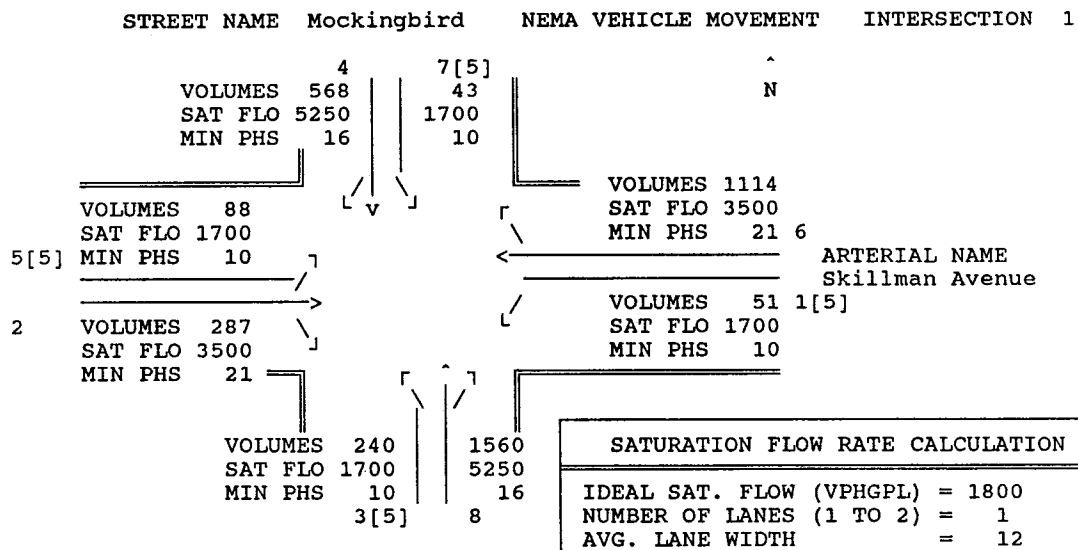 STREET NAME Mockingbird NEMA VEHICLE MOVEMENT INTERSECTION 1
4 7[5] ^
VOLUMES 568 43 N
SAT FLO 5250 1700
MIN PHS 16 10
VOLUMES 1114
VOLUMES 88 SAT FLO 3500
SAT FLO 1700 MIN PHS 21 6
5[5] MIN PHS 10 ARTERIAL NAME
Skillman Avenue
VOLUMES 51 1[5]
2 VOLUMES 287 SAT FLO 1700
SAT FLO 3500 MIN PHS 10
MIN PHS 21
VOLUMES 240 1560 SATURATION FLOW RATE CALCULATION
SAT FLO 1700 5250
MIN PHS 10 16 IDEAL SAT. FLOW (VPHGPL) = 1800
3[5] 8 NUMBER OF LANES (1 TO 2) = 1
AVG. LANE WIDTH = 12